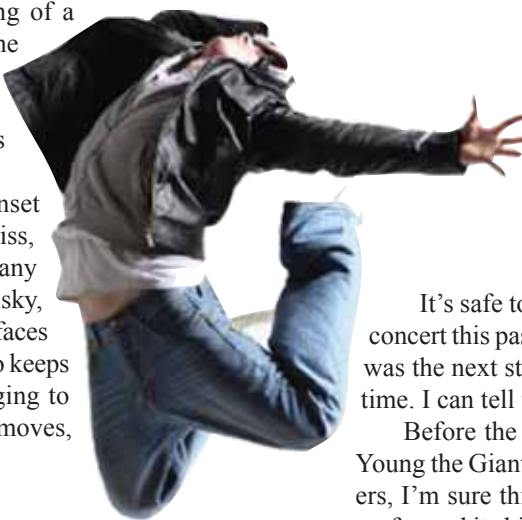 ng of a
ne
s
nset
iss,
any
sky,
faces
o keeps
ging to
moves,
It's safe to
concert this pas
was the next st
time. I can tell
Before the
Young the Giant
ers, I'm sure thi